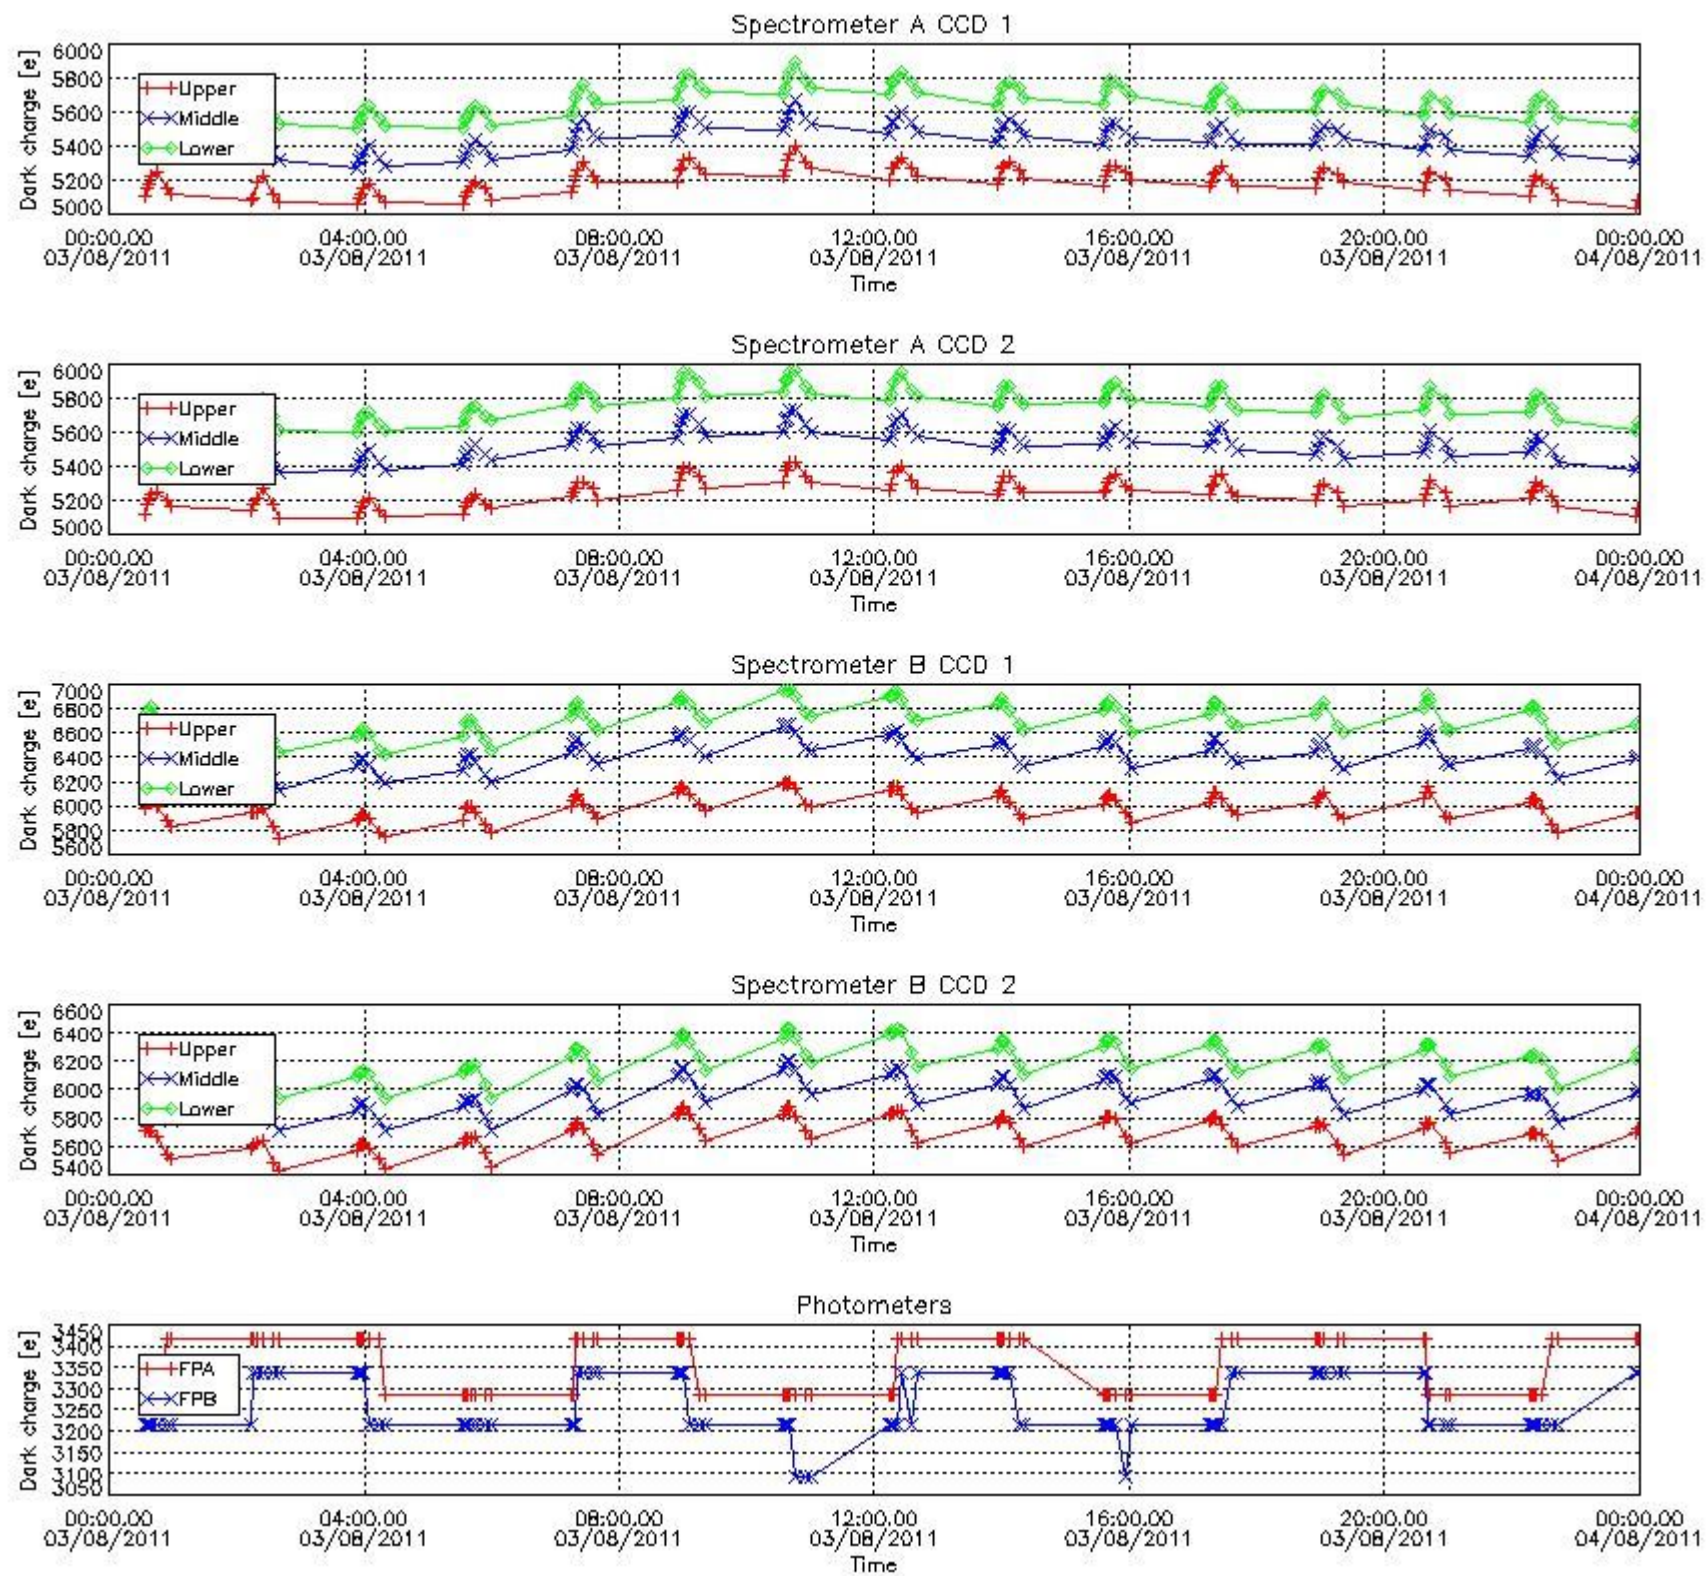 Spectrometer A CCD 1
Dark charge [e]
6000
5800
5600
5400
5200
5000
Upper
Middle
Lower
00:00.00 04:00.00 08:00.00 12:00.00 16:00.00 20:00.00 00:00.00
03/08/2011 03/08/2011 03/08/2011 03/08/2011 03/08/2011 03/08/2011 04/08/2011
Time
Spectrometer A CCD 2
Dark charge [e]
6000
5800
5600
5400
5200
5000
Upper
Middle
Lower
00:00.00 04:00.00 08:00.00 12:00.00 16:00.00 20:00.00 00:00.00
03/08/2011 03/08/2011 03/08/2011 03/08/2011 03/08/2011 03/08/2011 04/08/2011
Time
Spectrometer B CCD 1
Dark charge [e]
7000
6800
6600
6400
6200
6000
5800
5600
Upper
Middle
Lower
00:00.00 04:00.00 08:00.00 12:00.00 16:00.00 20:00.00 00:00.00
03/08/2011 03/08/2011 03/08/2011 03/08/2011 03/08/2011 03/08/2011 04/08/2011
Time
Spectrometer B CCD 2
Dark charge [e]
6600
6400
6200
6000
5800
5600
5400
Upper
Middle
Lower
00:00.00 04:00.00 08:00.00 12:00.00 16:00.00 20:00.00 00:00.00
03/08/2011 03/08/2011 03/08/2011 03/08/2011 03/08/2011 03/08/2011 04/08/2011
Time
Photometers
Dark charge [e]
3450
3400
3350
3300
3250
3200
3150
3100
3050
FPA
FPB
00:00.00 04:00.00 08:00.00 12:00.00 16:00.00 20:00.00 00:00.00
03/08/2011 03/08/2011 03/08/2011 03/08/2011 03/08/2011 03/08/2011 04/08/2011
Time